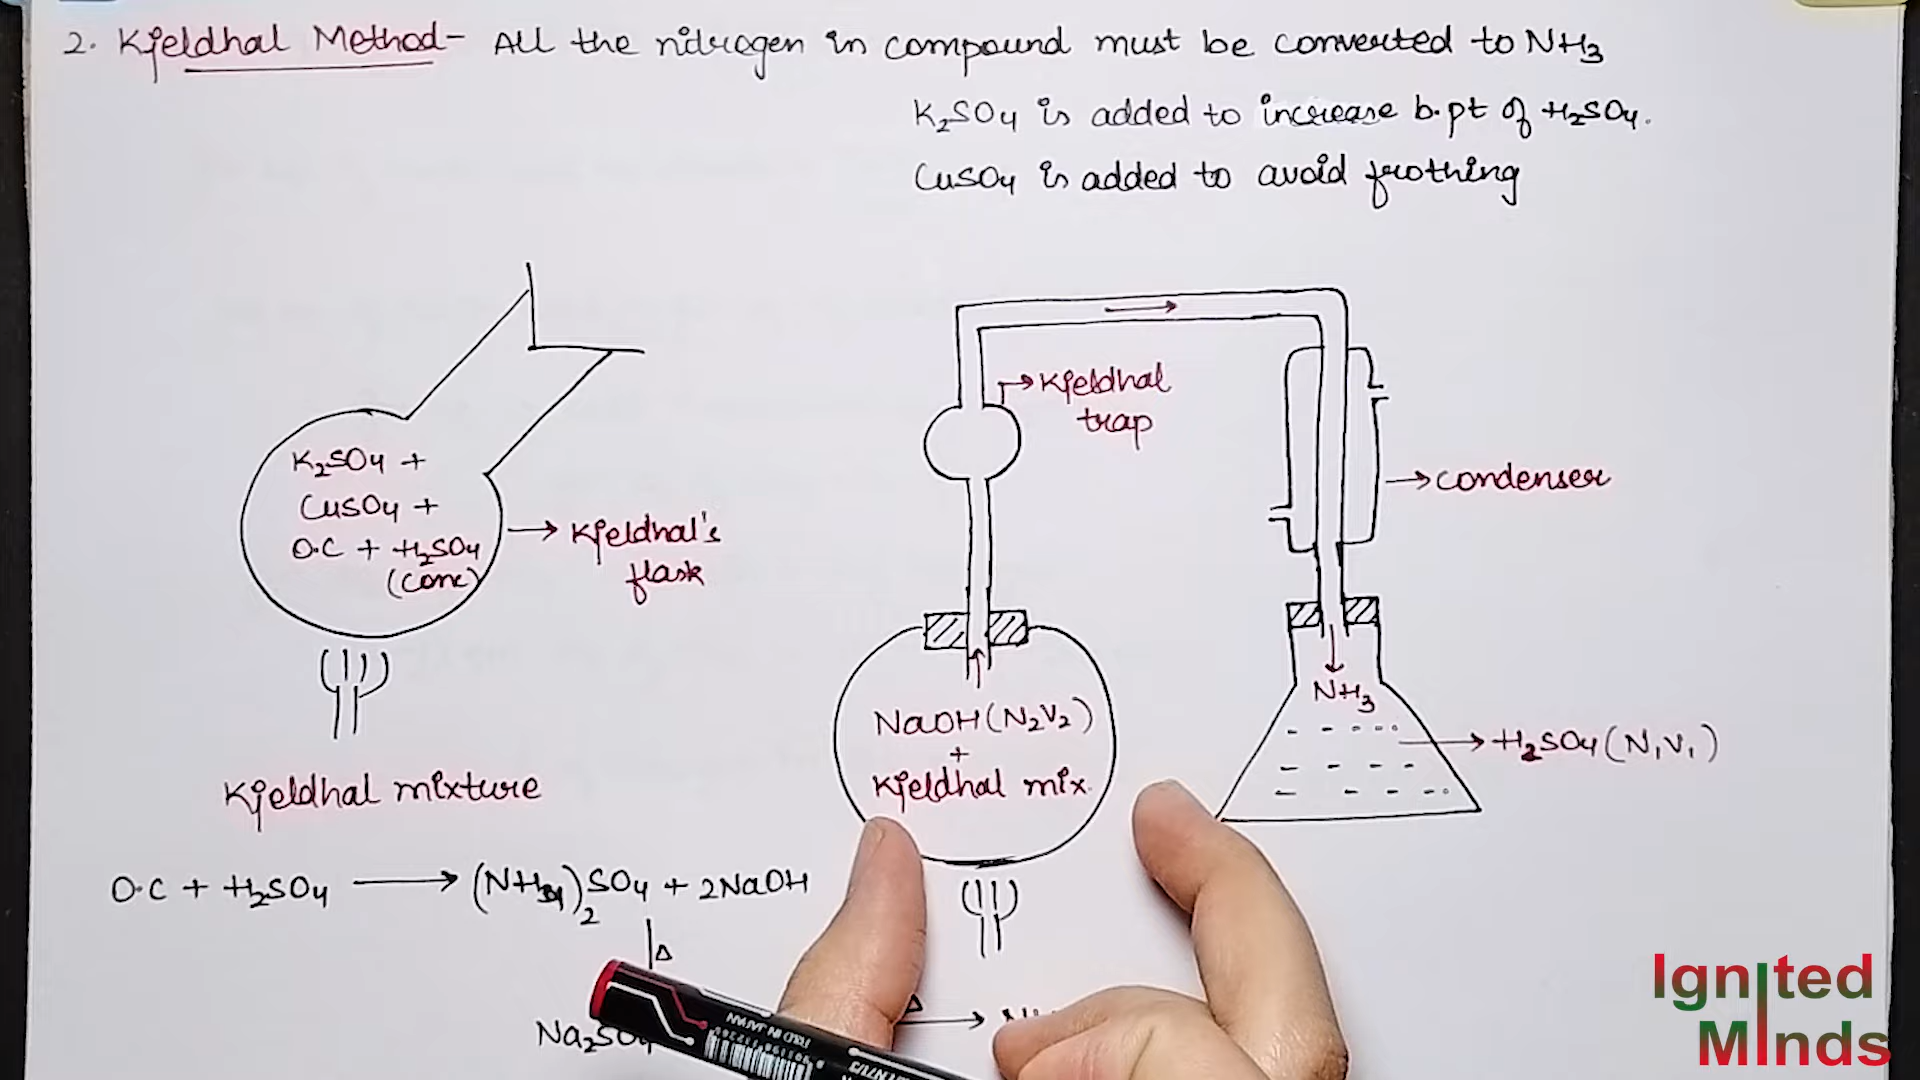 2. Kjeldhal Method - All the nitrogen in compound must be converted to NH3
K2SO4 is added to increase b.pt of H2SO4.
CuSO4 is added to avoid frothing
Kjeldhal
trap
K2SO4 +
CuSO4 +
O.C + H2SO4
(conc)
Kjeldhal's
flask
condenser
NH3
NaOH (N2V2)
+
Kjeldhal mix.
H2SO4 (N1V1)
Kjeldhal mixture
O.C + H2SO4 → (NH4)2SO4 + 2NaOH
Δ
Na2SO4
Δ →
Ignited
Minds